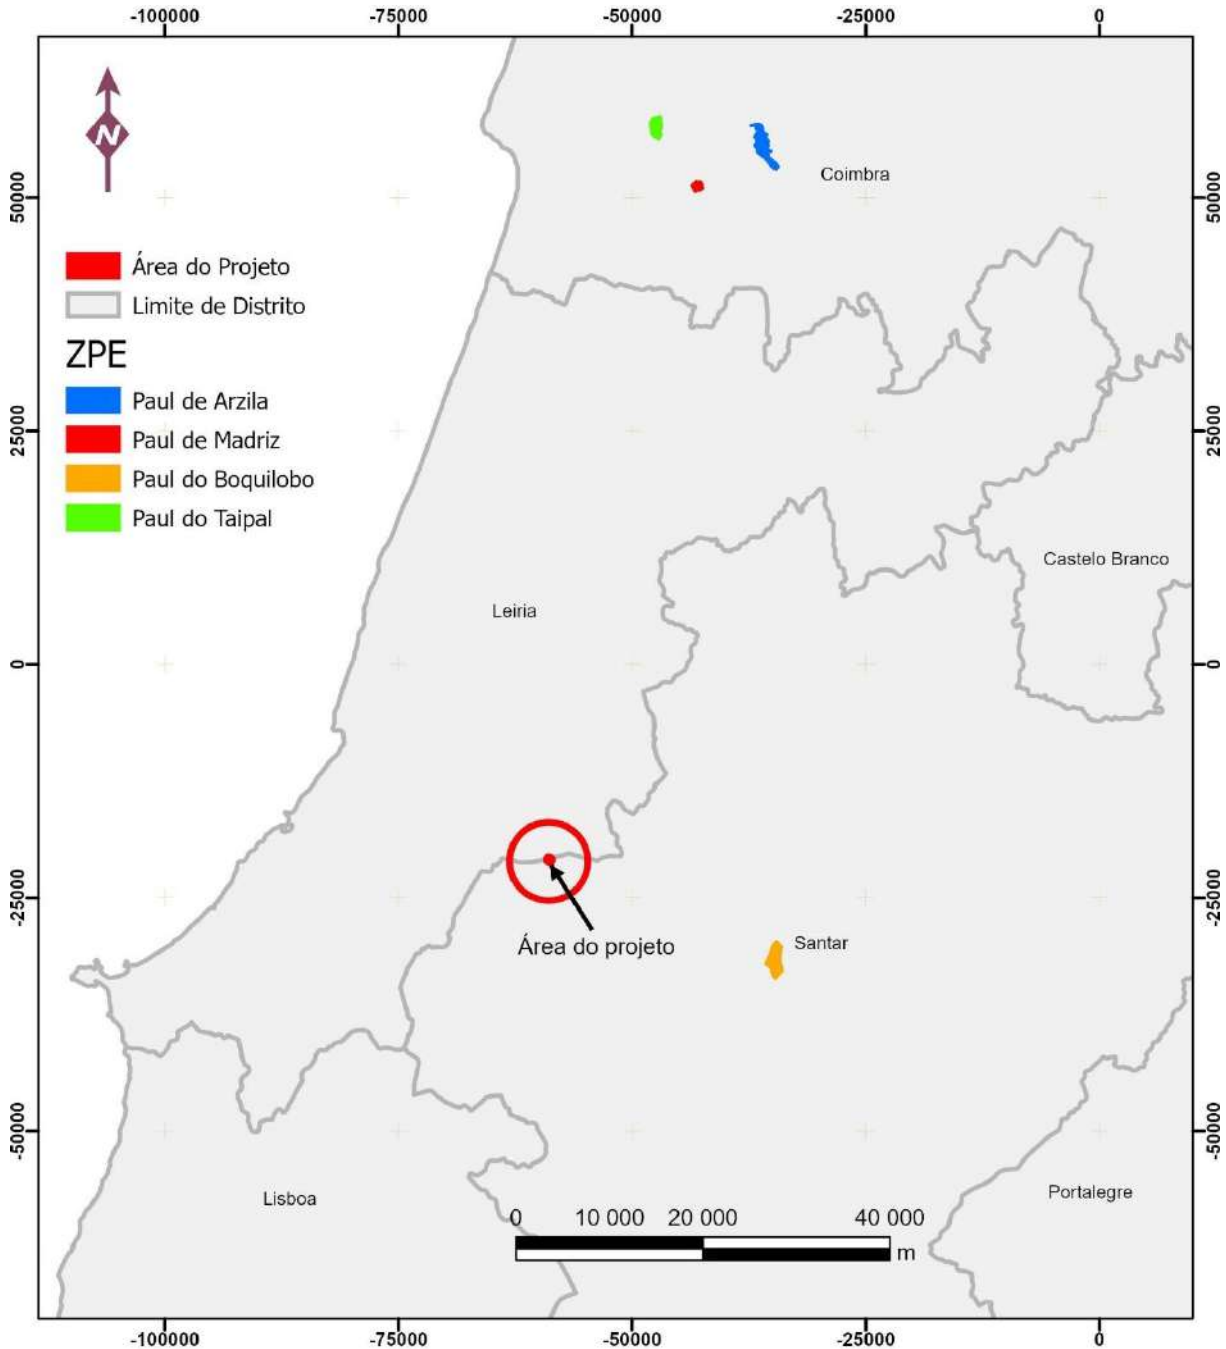 -100000 -75000 -50000 -25000 0
N
Coimbra
50000 50000
Área do Projeto
Limite de Distrito
ZPE
Paul de Arzila
Paul de Madriz
Paul do Boquilobo
Paul do Taipal
25000 25000
Castelo Branco
Leiria
0 0
-25000 -25000
Área do projeto
Santar
-50000 -50000
Lisboa
Portalegre
0 10 000 20 000 40 000
m
-100000 -75000 -50000 -25000 0